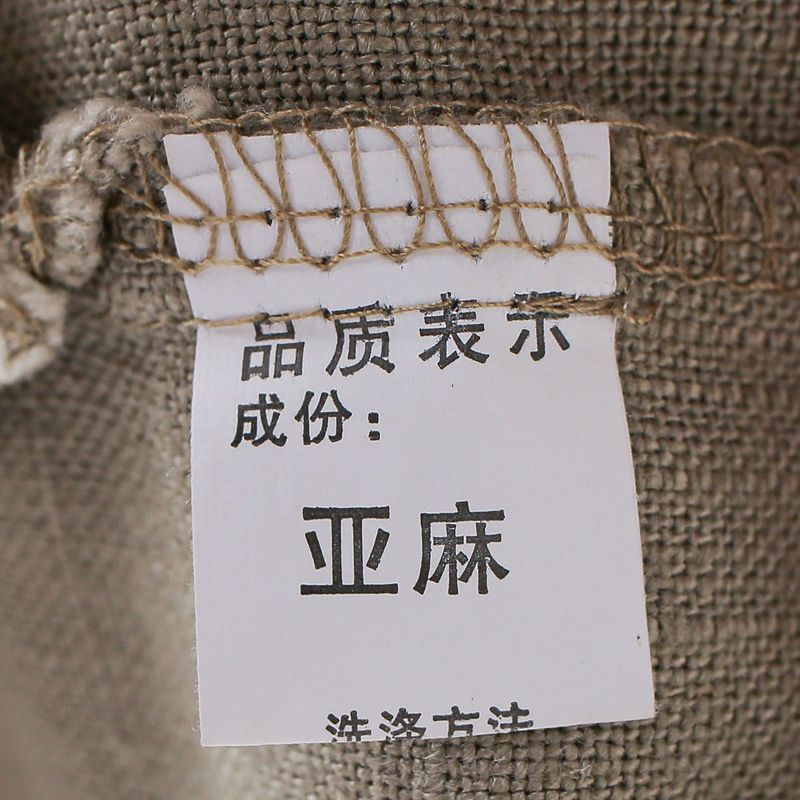 品质表示
成份：
亚麻
洗涤方法